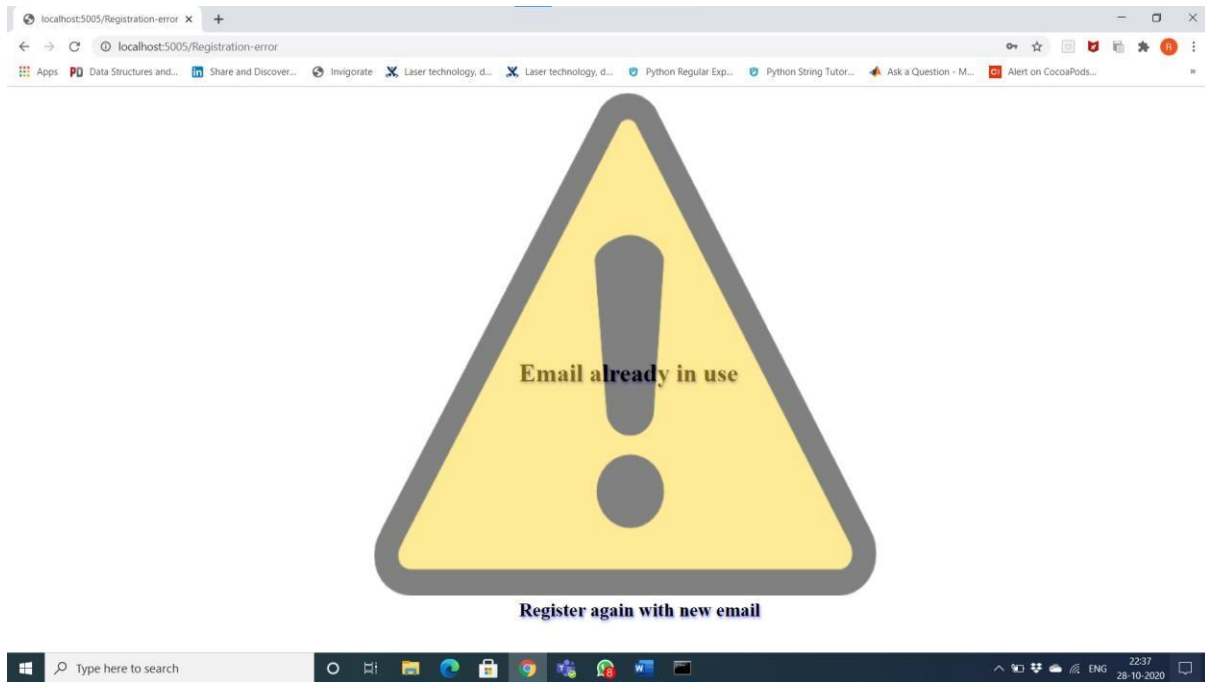 localhost:5005/Registration-error
localhost:5005/Registration-error
Apps
PD Data Structures and...
in Share and Discover...
Invigorate
Laser technology, d...
Laser technology, d...
Python Regular Exp...
Python String Tutor...
Ask a Question - M...
Alert on CocoaPods...
Email already in use
Register again with new email
Type here to search
ENG
22:37
28-10-2020